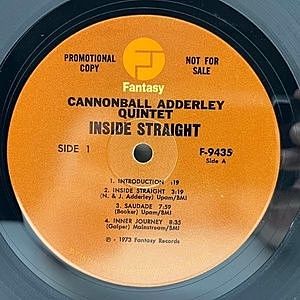 PROMOTIONAL COPY
NOT FOR SALE
F
Fantasy
CANNONBALL ADDERLEY
QUINTET
INSIDE STRAIGHT
SIDE 1
F-9435
Side A
1. INTRODUCTION :19
2. INSIDE STRAIGHT 3:19
(N. & J. Adderley) Upam/BMI
3. SAUDADE 7:59
(Booker) Upam/BMI
4. INNER JOURNEY 8:35
(Galper) Mainstream/BMI
℗ · 1973 Fantasy Records